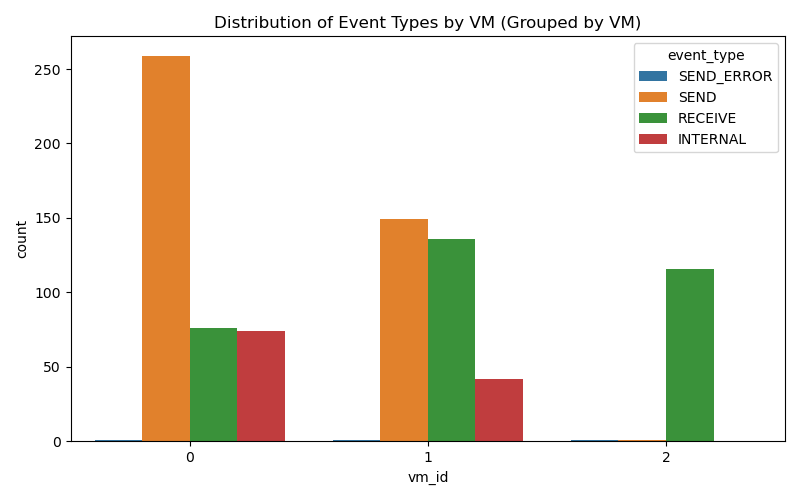 Distribution of Event Types by VM (Grouped by VM)
event_type
SEND_ERROR
SEND
RECEIVE
INTERNAL
count
250
200
150
100
50
0
0 1 2
vm_id